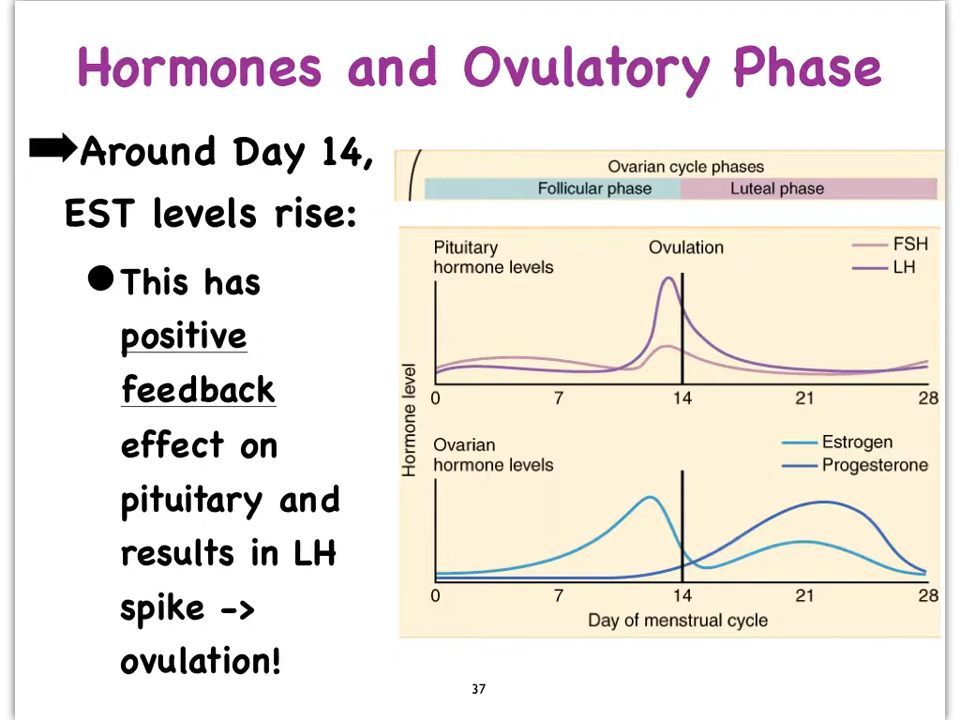 Hormones and Ovulatory Phase
Around Day 14,
EST levels rise:
This has
positive
feedback
effect on
pituitary and
results in LH
spike ->
ovulation!
Ovarian cycle phases
Follicular phase
Luteal phase
Pituitary
hormone levels
Ovulation
FSH
LH
0 7 14 21 28
Hormone level
Ovarian
hormone levels
Estrogen
Progesterone
0 7 14 21 28
Day of menstrual cycle
37